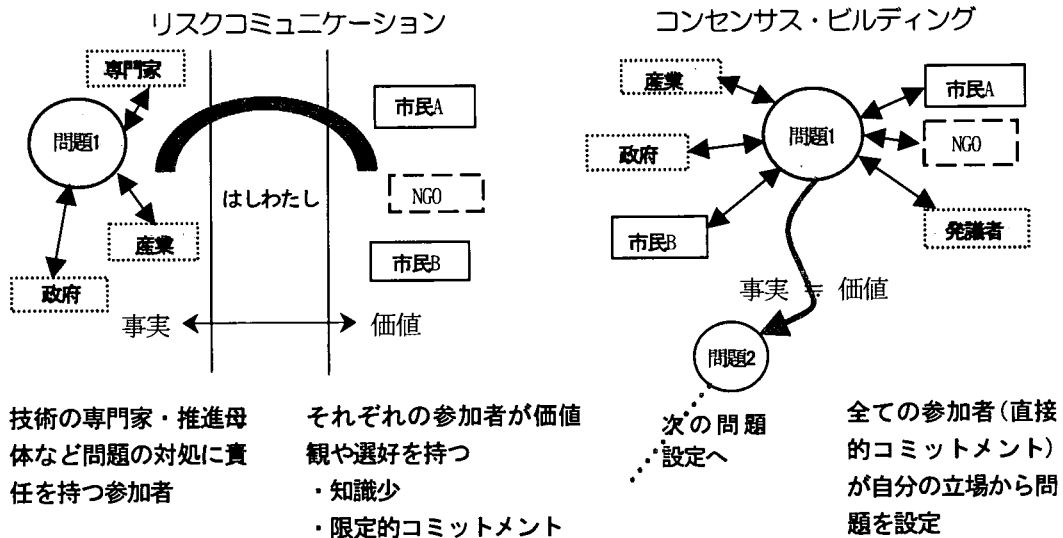 リスクコミュニケーション
専門家
問題1
市民A
はしわたし
NGO
産業
市民B
政府
事実
価値
技術の専門家・推進母
体など問題の対処に責
任を持つ参加者
それぞれの参加者が価値
観や選好を持つ
・知識少
・限定的コミットメント
コンセンサス・ビルディング
産業
市民A
問題1
NGO
政府
市民B
発議者
事実 ≒ 価値
問題2
次の問題
設定へ
全ての参加者(直接
的コミットメント)
が自分の立場から問
題を設定